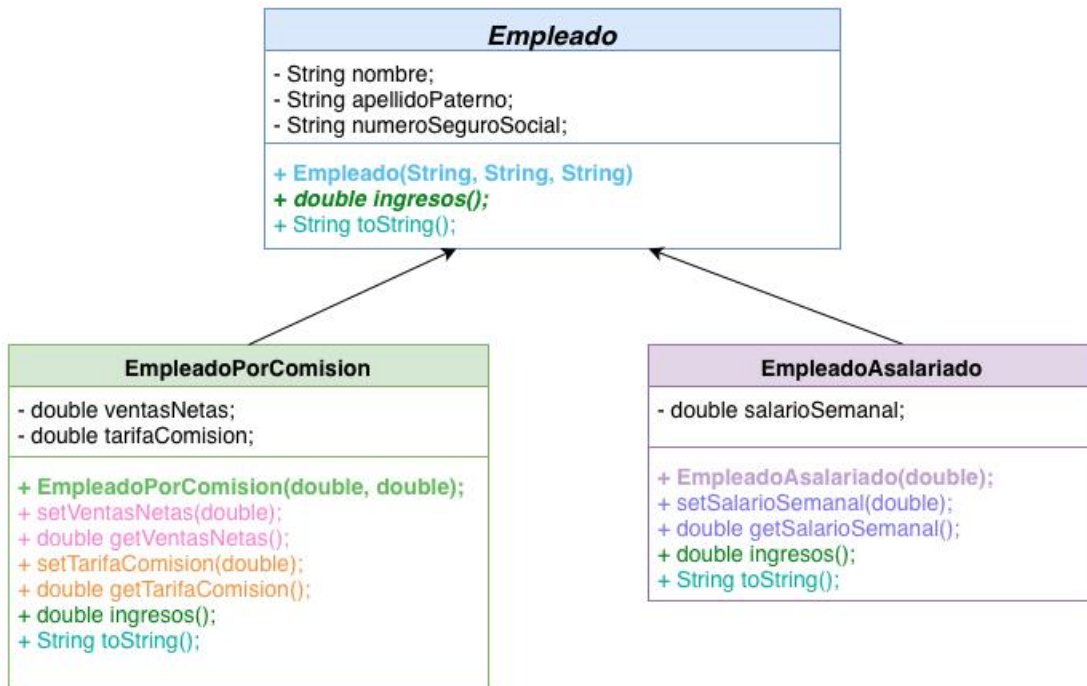 Empleado
- String nombre;
- String apellidoPaterno;
- String numeroSeguroSocial;
+ Empleado(String, String, String)
+ double ingresos();
+ String toString();
EmpleadoPorComision
- double ventasNetas;
- double tarifaComision;
+ EmpleadoPorComision(double, double);
+ setVentasNetas(double);
+ double getVentasNetas();
+ setTarifaComision(double);
+ double getTarifaComision();
+ double ingresos();
+ String toString();
EmpleadoAsalariado
- double salarioSemanal;
+ EmpleadoAsalariado(double);
+ setSalarioSemanal(double);
+ double getSalarioSemanal();
+ double ingresos();
+ String toString();